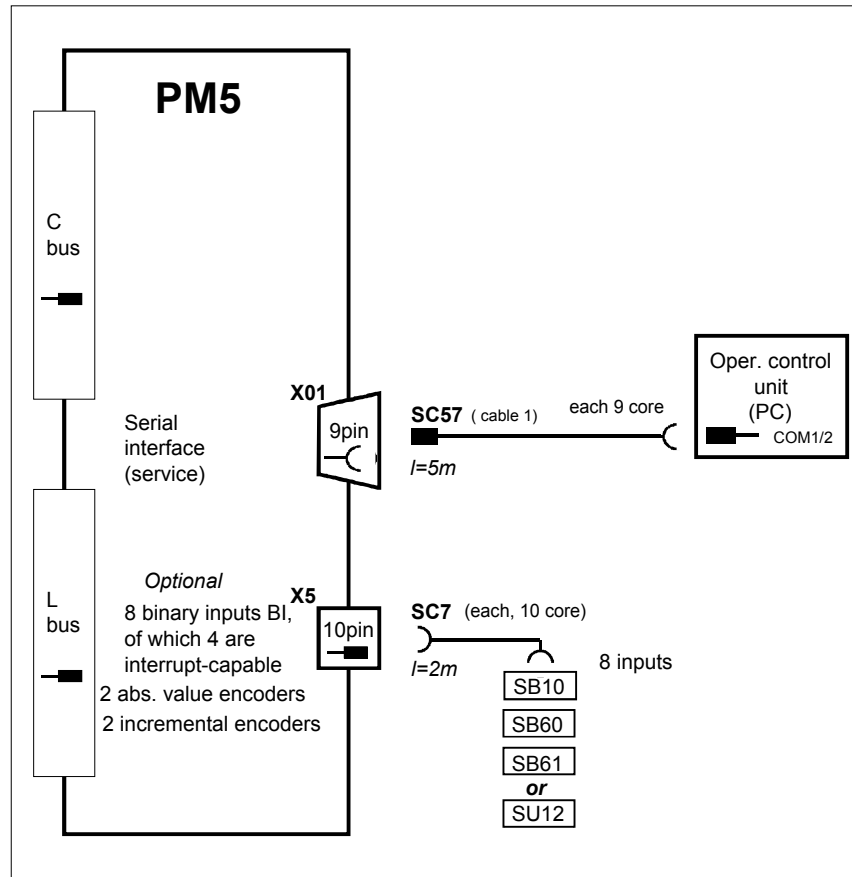 PM5
C
bus
X01
9pin
Serial
interface
(service)
SC57 ( cable 1)
each 9 core
l=5m
Oper. control
unit
(PC)
COM1/2
L
bus
Optional
8 binary inputs BI,
of which 4 are
interrupt-capable
2 abs. value encoders
2 incremental encoders
X5
10pin
SC7 (each, 10 core)
l=2m
8 inputs
SB10
SB60
SB61
or
SU12